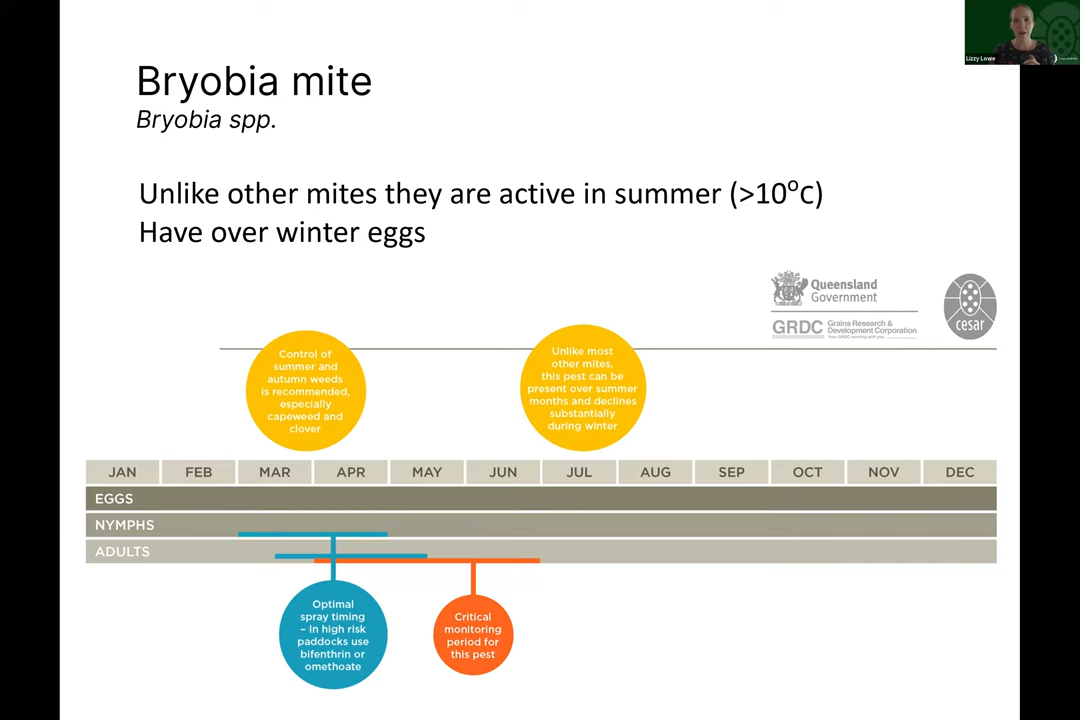 Lizzy Lowe
Bryobia mite
Bryobia spp.
Unlike other mites they are active in summer (>10°C)
Have over winter eggs
Queensland
Government
GRDC
Grains Research &
Development Corporation
Your GRDC working with you
cesar
Control of
summer and
autumn weeds
is recommended,
especially
capeweed and
clover
Unlike most
other mites,
this pest can be
present over summer
months and declines
substantially
during winter
JAN FEB MAR APR MAY JUN JUL AUG SEP OCT NOV DEC
EGGS
NYMPHS
ADULTS
Optimal
spray timing
– In high risk
paddocks use
bifenthrin or
omethoate
Critical
monitoring
period for
this pest